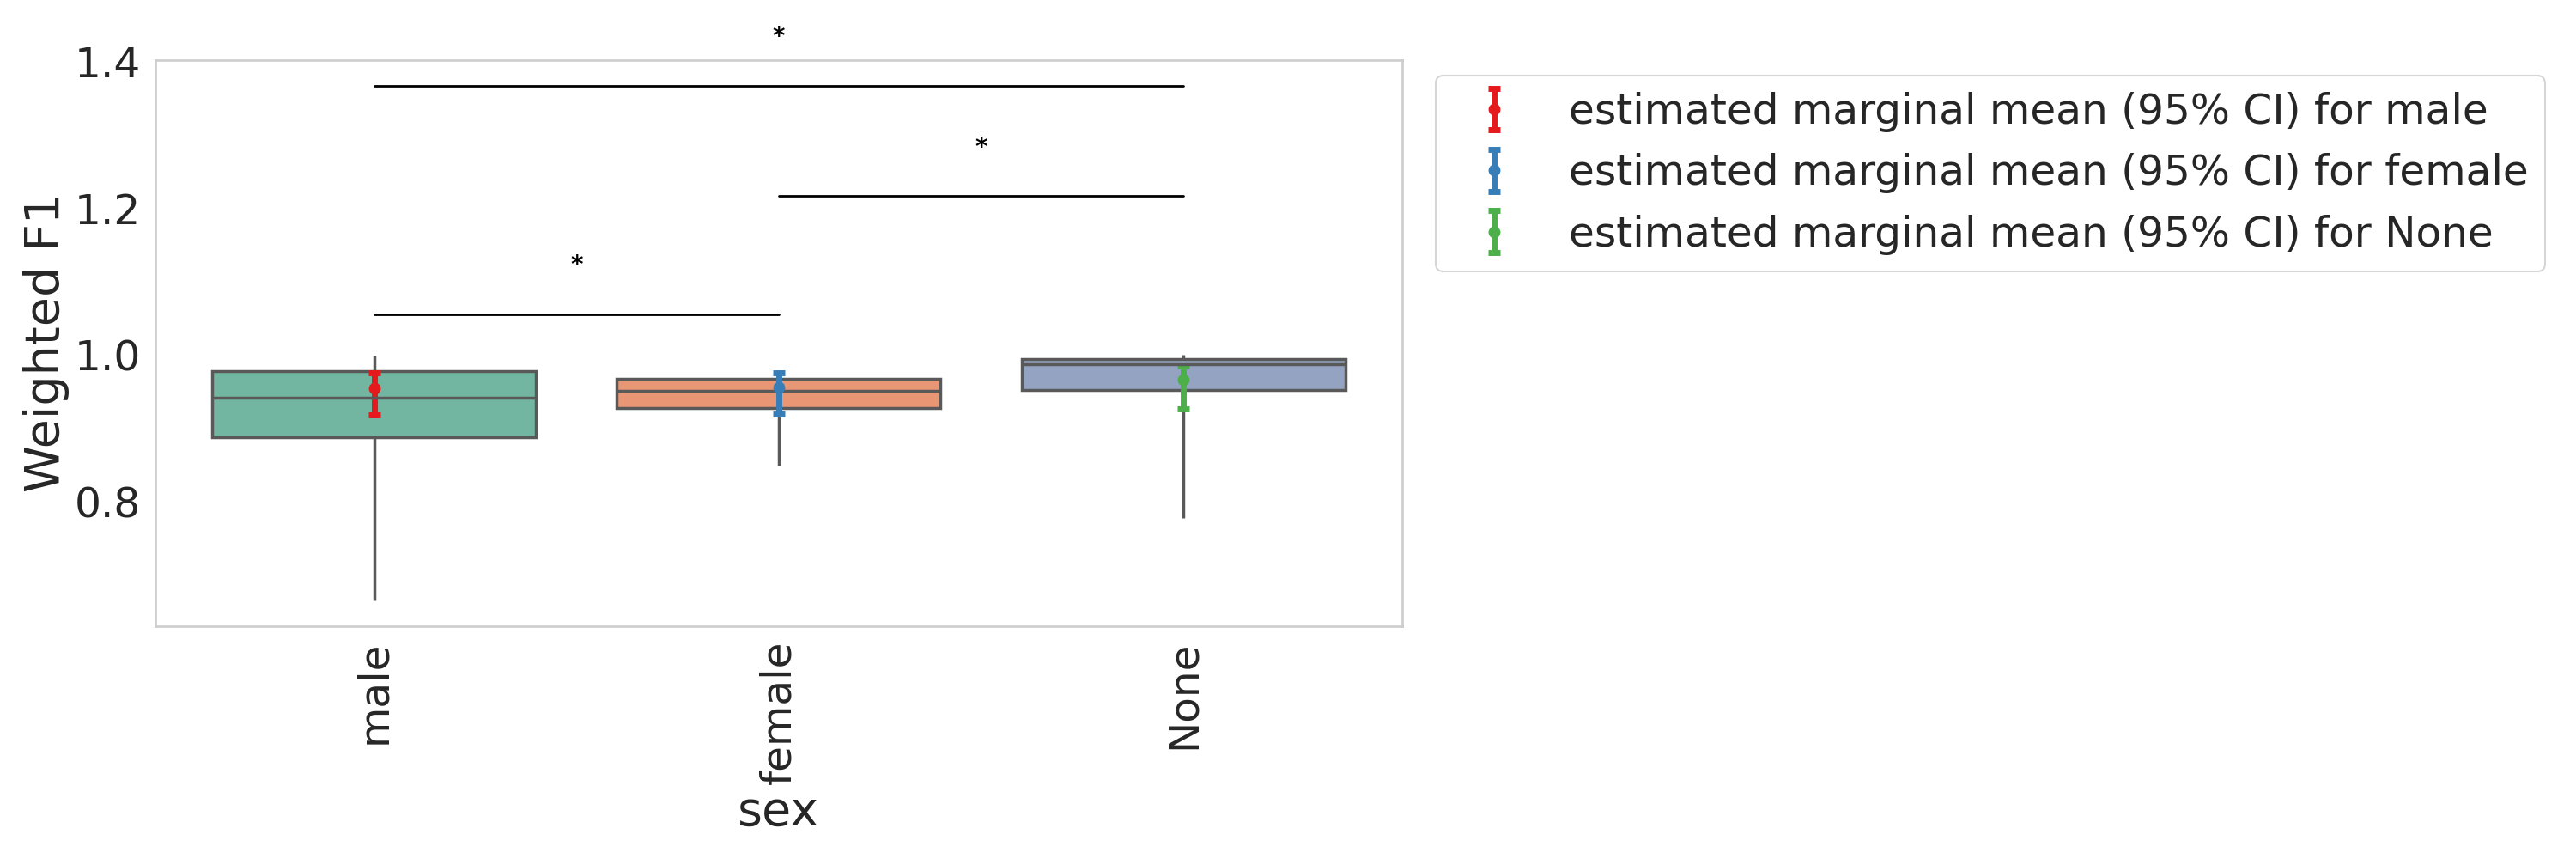 *
1.4
*
1.2
*
1.0
0.8
Weighted F1
male
female
None
sex
estimated marginal mean (95% CI) for male
estimated marginal mean (95% CI) for female
estimated marginal mean (95% CI) for None